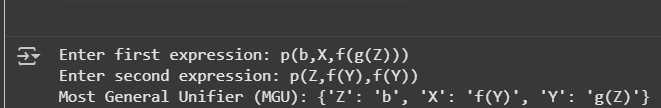 Enter first expression: p(b,X,f(g(Z)))
Enter second expression: p(Z,f(Y),f(Y))
Most General Unifier (MGU): {'Z': 'b', 'X': 'f(Y)', 'Y': 'g(Z)'}